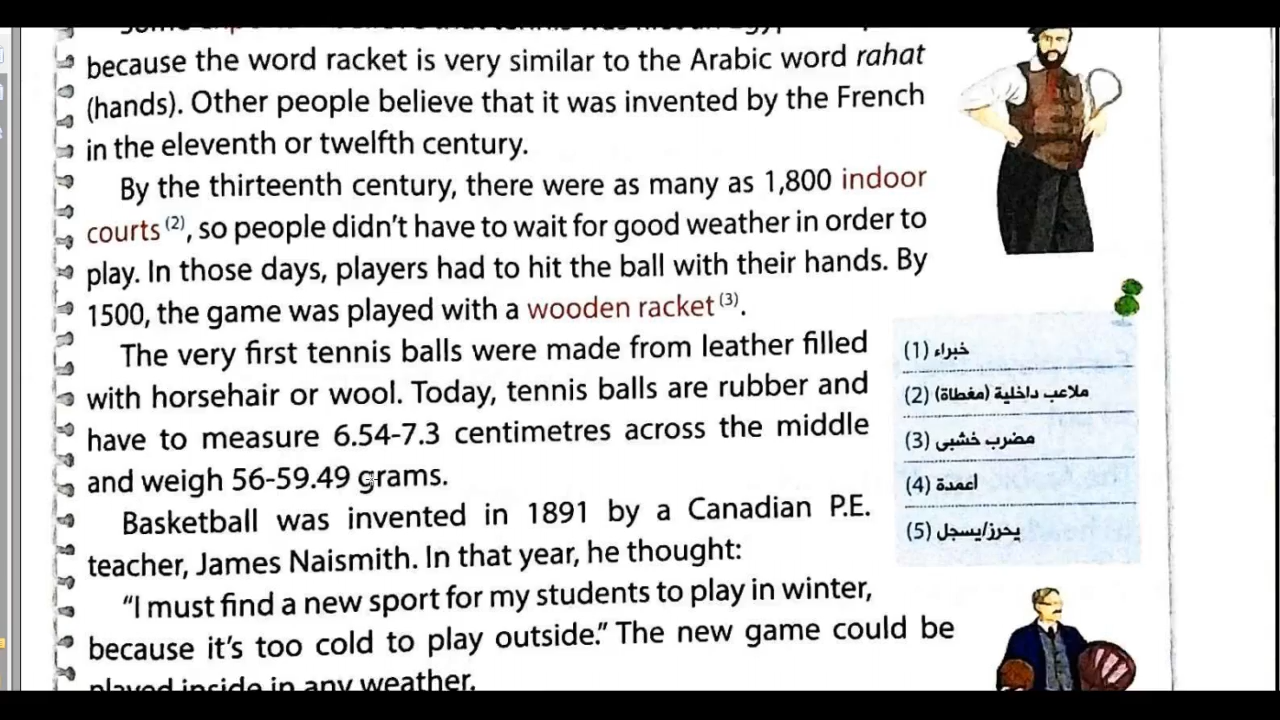 because the word racket is very similar to the Arabic word rahat
(hands). Other people believe that it was invented by the French
in the eleventh or twelfth century.
By the thirteenth century, there were as many as 1,800 indoor
courts (2), so people didn't have to wait for good weather in order to
play. In those days, players had to hit the ball with their hands. By
1500, the game was played with a wooden racket (3).
The very first tennis balls were made from leather filled
with horsehair or wool. Today, tennis balls are rubber and
have to measure 6.54-7.3 centimetres across the middle
and weigh 56-59.49 grams.
Basketball was invented in 1891 by a Canadian P.E.
teacher, James Naismith. In that year, he thought:
"I must find a new sport for my students to play in winter,
because it's too cold to play outside." The new game could be
played inside in any weather.
(1) خبراء
(2) ملاعب داخلية (مغطاة)
(3) مضرب خشبى
(4) أعمدة
(5) يحرز/يسجل